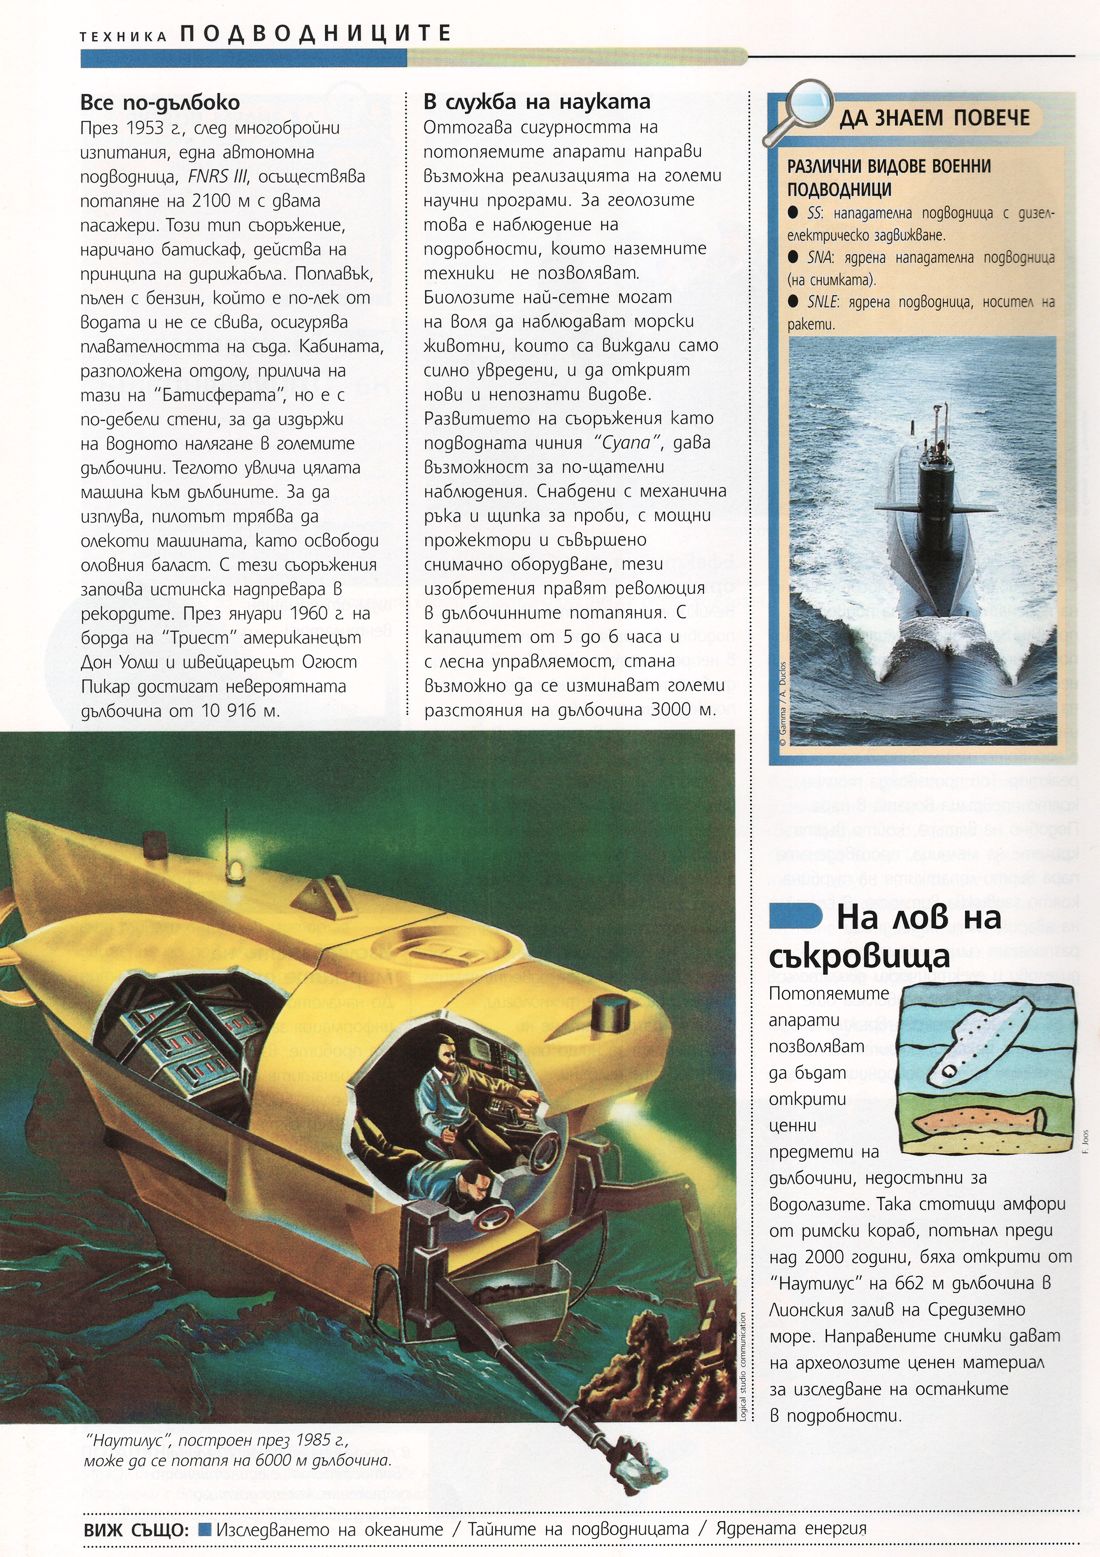 ТЕХНИКА ПОДВОДНИЦИТЕ
Все по-дълбоко
През 1953 г., след многобройни
изпитания, една автономна
подводница, FNRS III, осъществява
потапяне на 2100 м с двама
пасажери. Този тип съоръжение,
наричано батискаф, действа на
принципа на дирижабъла. Поплавък,
пълен с бензин, който е по-лек от
водата и не се свива, осигурява
плавателността на съда. Кабината,
разположена отдолу, прилича на
тази на “Батисферата”, но е с
по-дебели стени, за да издържи
на водното налягане в големите
дълбочини. Теглото увлича цялата
машина към дълбините. За да
изплува, пилотът трябва да
олекоти машината, като освободи
оловния баласт. С тези съоръжения
започва истинска надпревара в
рекордите. През януари 1960 г. на
борда на “Триест” американецът
Дон Уолш и швейцарецът Огюст
Пикар достигат невероятната
дълбочина от 10 916 м.
В служба на науката
Оттогава сигурността на
потопяемите апарати направи
възможна реализацията на големи
научни програми. За геолозите
това е наблюдение на
подробности, които наземните
техники не позволяват.
Биолозите най-сетне могат
на воля да наблюдават морски
животни, които са виждали само
силно увредени, и да открият
нови и непознати видове.
Развитието на съоръжения като
подводната чиния “Суапа”, дава
възможност за по-щателни
наблюдения. Снабдени с механична
ръка и щипка за проби, с мощни
прожектори и съвършено
снимачно оборудване, тези
изобретения правят революция
в дълбочинните потапяния. С
капацитет от 5 до 6 часа и
с лесна управляемост, стана
възможно да се изминават големи
разстояния на дълбочина 3000 м.
ДА ЗНАЕМ ПОВЕЧЕ
РАЗЛИЧНИ ВИДОВЕ ВОЕННИ
ПОДВОДНИЦИ
● SS: нападателна подводница с дизел-
електрическо задвижване.
● SNA: ядрена нападателна подводница
(на снимката).
● SNLE: ядрена подводница, носител на
ракети.
© Gamma / A. Duclos
На лов на
съкровища
Потопяемите
апарати
позволяват
да бъдат
открити
ценни
предмети на
дълбочини, недостъпни за
водолазите. Така стотици амфори
от римски кораб, потънал преди
над 2000 години, бяха открити от
“Наутилус” на 662 м дълбочина в
Лионския залив на Средиземно
море. Направените снимки дават
на археолозите ценен материал
за изследване на останките
в подробности.
F. Joos
Logical studio communication
“Наутилус”, построен през 1985 г.,
може да се потапя на 6000 м дълбочина.
ВИЖ СЪЩО: ■ Изследването на океаните / Тайните на подводницата / Ядрената енергия